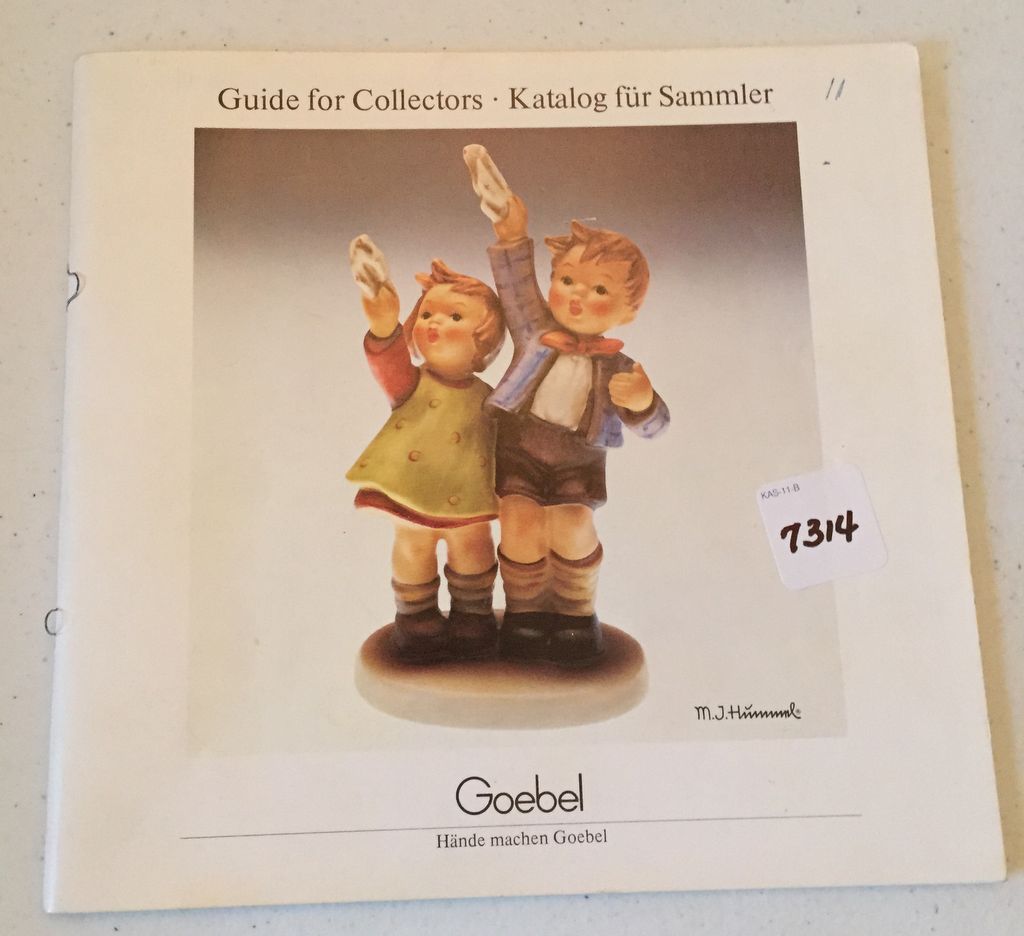 Guide for Collectors · Katalog für Sammler
11
KAS-11-B
7314
M.J.Hummel®
Goebel
Hände machen Goebel